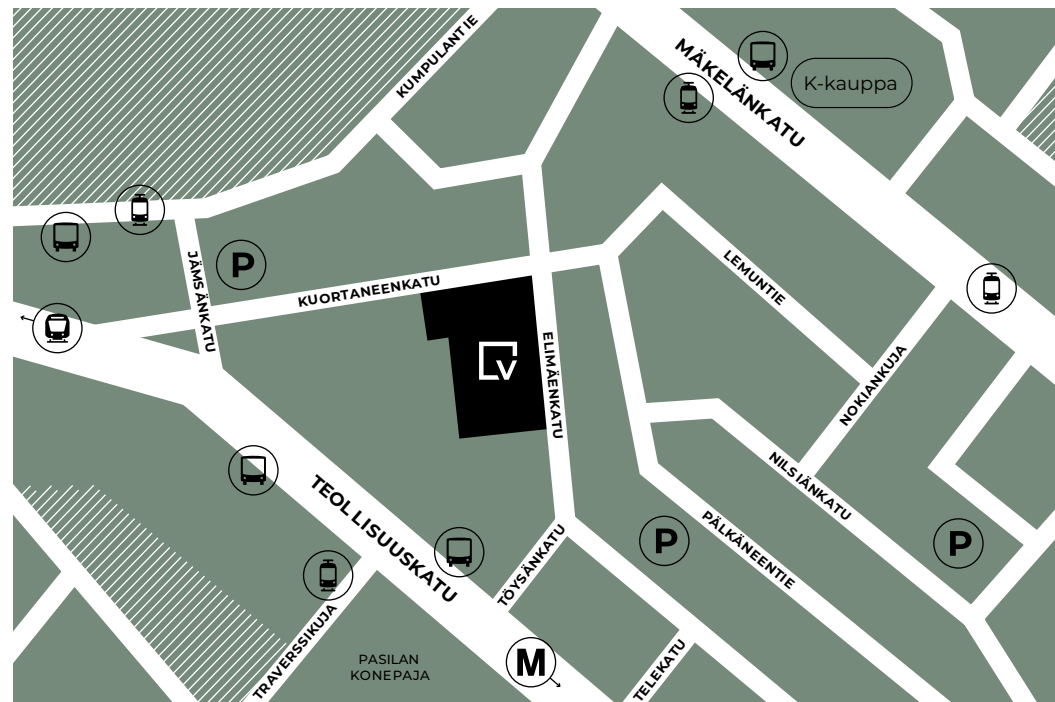 KUMPULANTIE
MÄKELÄNKATU
K-kauppa
JÄMSÄNKATU
P
KUORTANEENKATU
LEMUNTIE
V
ELIMÄENKATU
NOKIANKUJA
TEOLLISUUSKATU
NILSIÄNKATU
PÄLKÄNEENTIE
P
P
TÖYSÄNKATU
TRAVERSSIKUJA
PASILAN
KONEPAJA
M
TELEKATU